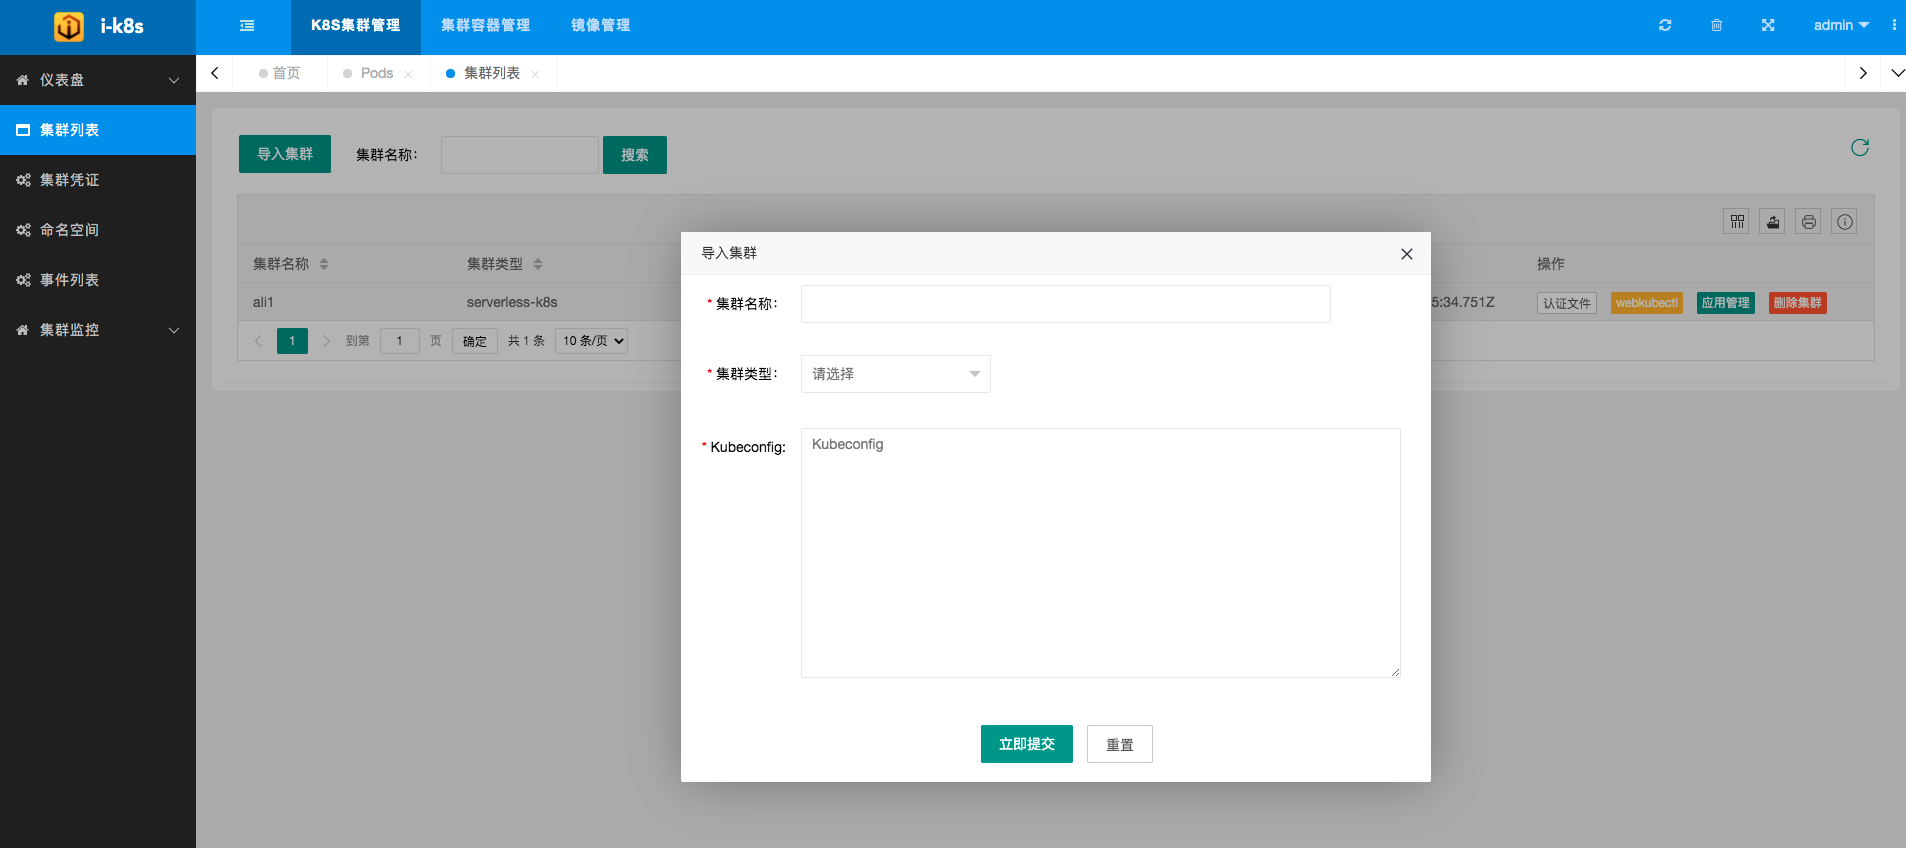 i-k8s
K8S集群管理 集群容器管理 镜像管理 admin
仪表盘
集群列表
集群凭证
命名空间
事件列表
集群监控
首页 Pods 集群列表
导入集群 集群名称： 搜索
集群名称 集群类型 操作
ali1 serverless-k8s 5:34.751Z 认证文件 webkubectl 应用管理 删除集群
1 到第 1 页 确定 共 1 条 10 条/页
导入集群
* 集群名称：
* 集群类型： 请选择
* Kubeconfig: Kubeconfig
立即提交 重置